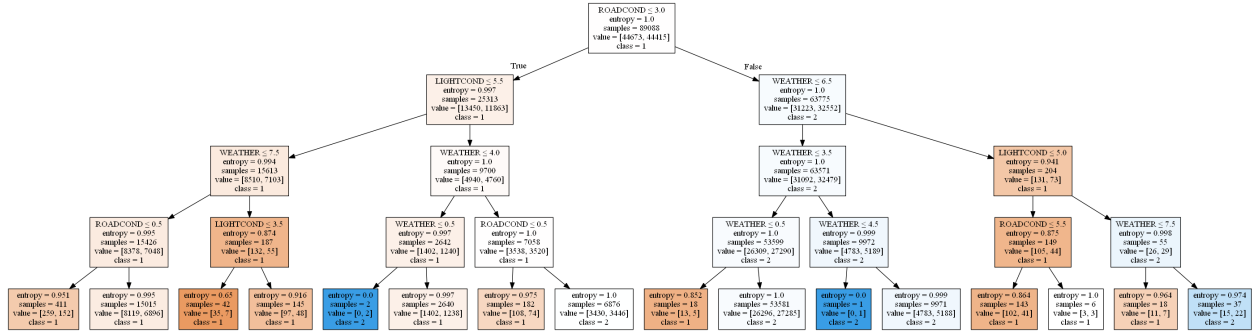 ROADCOND ≤ 3.0
entropy = 1.0
samples = 89088
value = [44673, 44415]
class = 1
True
False
LIGHTCOND ≤ 5.5
entropy = 0.997
samples = 25313
value = [13450, 11863]
class = 1
WEATHER ≤ 6.5
entropy = 1.0
samples = 63775
value = [31223, 32552]
class = 2
WEATHER ≤ 7.5
entropy = 0.994
samples = 15613
value = [8510, 7103]
class = 1
WEATHER ≤ 4.0
entropy = 1.0
samples = 9700
value = [4940, 4760]
class = 1
WEATHER ≤ 3.5
entropy = 1.0
samples = 63571
value = [31092, 32479]
class = 2
LIGHTCOND ≤ 5.0
entropy = 0.941
samples = 204
value = [131, 73]
class = 1
ROADCOND ≤ 0.5
entropy = 0.995
samples = 15426
value = [8378, 7048]
class = 1
LIGHTCOND ≤ 3.5
entropy = 0.874
samples = 187
value = [132, 55]
class = 1
WEATHER ≤ 0.5
entropy = 0.997
samples = 2642
value = [1402, 1240]
class = 1
ROADCOND ≤ 0.5
entropy = 1.0
samples = 7058
value = [3538, 3520]
class = 1
WEATHER ≤ 0.5
entropy = 1.0
samples = 53599
value = [26309, 27290]
class = 2
WEATHER ≤ 4.5
entropy = 0.999
samples = 9972
value = [4783, 5189]
class = 2
ROADCOND ≤ 5.5
entropy = 0.875
samples = 149
value = [105, 44]
class = 1
WEATHER ≤ 7.5
entropy = 0.998
samples = 55
value = [26, 29]
class = 2
entropy = 0.951
samples = 411
value = [259, 152]
class = 1
entropy = 0.995
samples = 15015
value = [8119, 6896]
class = 1
entropy = 0.65
samples = 42
value = [35, 7]
class = 1
entropy = 0.916
samples = 145
value = [97, 48]
class = 1
entropy = 0.0
samples = 2
value = [0, 2]
class = 2
entropy = 0.997
samples = 2640
value = [1402, 1238]
class = 1
entropy = 0.975
samples = 182
value = [108, 74]
class = 1
entropy = 1.0
samples = 6876
value = [3430, 3446]
class = 2
entropy = 0.852
samples = 18
value = [13, 5]
class = 1
entropy = 1.0
samples = 53581
value = [26296, 27285]
class = 2
entropy = 0.0
samples = 1
value = [0, 1]
class = 2
entropy = 0.999
samples = 9971
value = [4783, 5188]
class = 2
entropy = 0.864
samples = 143
value = [102, 41]
class = 1
entropy = 1.0
samples = 6
value = [3, 3]
class = 1
entropy = 0.964
samples = 18
value = [11, 7]
class = 1
entropy = 0.974
samples = 37
value = [15, 22]
class = 2